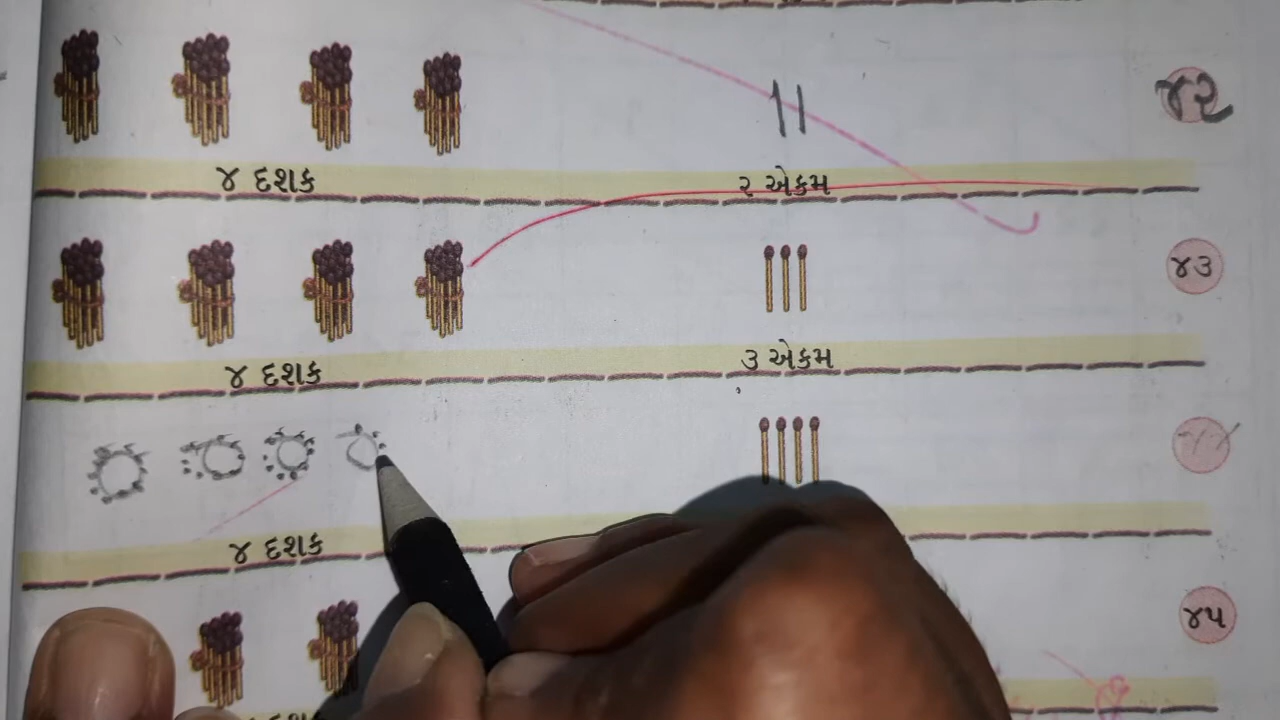 ૪૨
૪ દશક ૨ એકમ
૪૩
૪ દશક ૩ એકમ
૪ દશક
૪૫